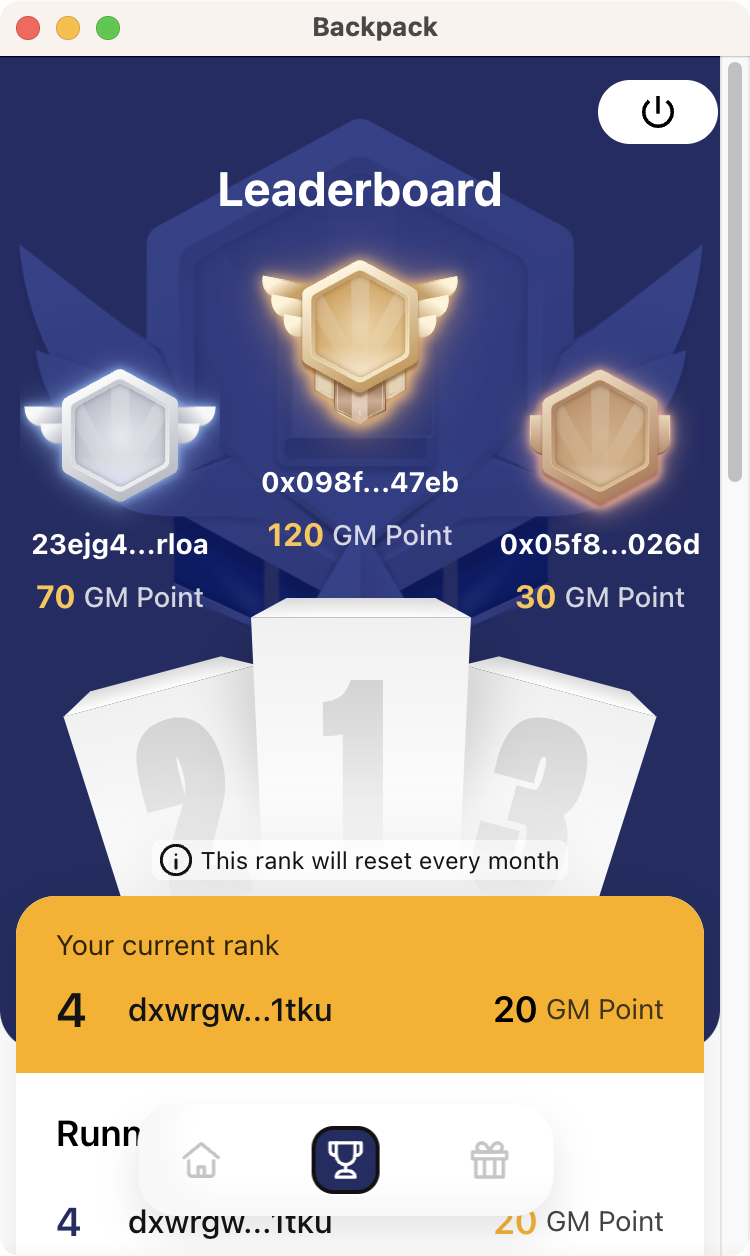 Backpack
Leaderboard
0x098f...47eb
120 GM Point
23ejg4...rloa
70 GM Point
0x05f8...026d
30 GM Point
2
1
3
This rank will reset every month
Your current rank
4 dxwrgw...1tku 20 GM Point
4 dxwrgw...1tku 20 GM Point